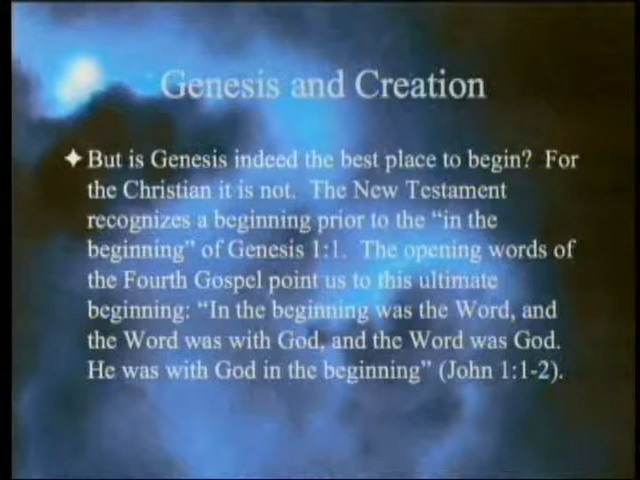 Genesis and Creation
But is Genesis indeed the best place to begin? For
the Christian it is not. The New Testament
recognizes a beginning prior to the “in the
beginning” of Genesis 1:1. The opening words of
the Fourth Gospel point us to this ultimate
beginning: “In the beginning was the Word, and
the Word was with God, and the Word was God.
He was with God in the beginning” (John 1:1-2).